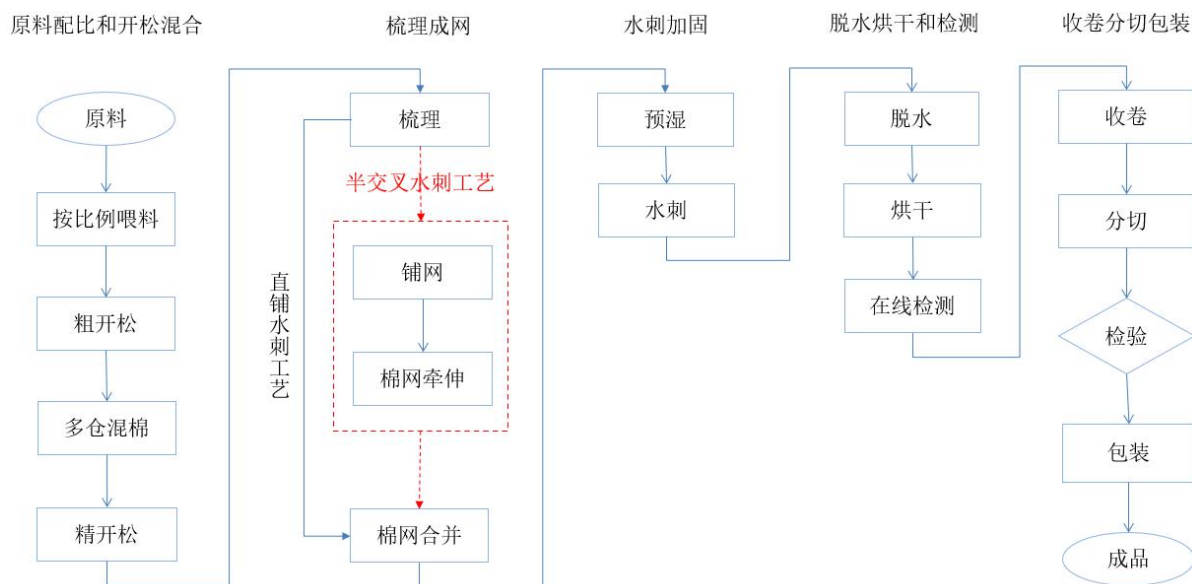 原料配比和开松混合
梳理成网
水刺加固
脱水烘干和检测
收卷分切包装
原料
按比例喂料
粗开松
多仓混棉
精开松
梳理
半交叉水刺工艺
铺网
棉网牵伸
直铺水刺工艺
棉网合并
预湿
水刺
脱水
烘干
在线检测
收卷
分切
检验
包装
成品